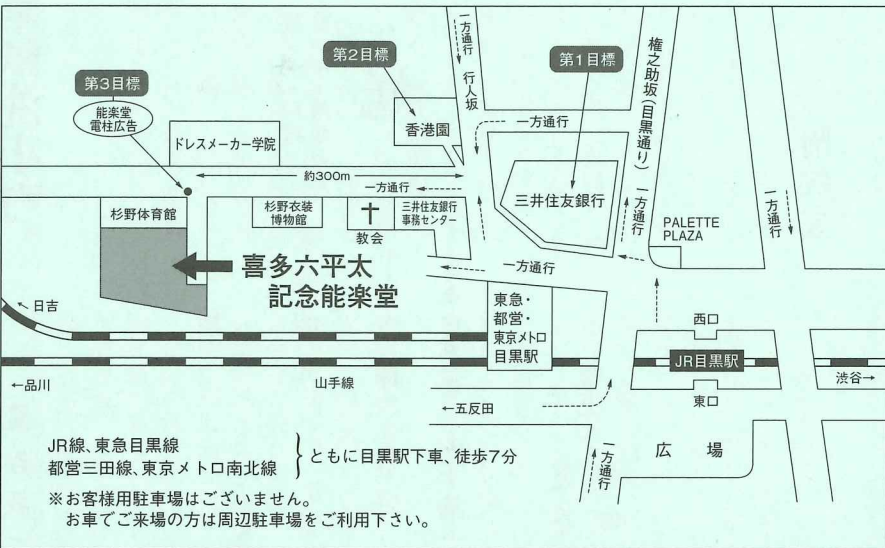 一方通行
行人坂
権之助坂(目黒通り)
第2目標
第1目標
第3目標
能楽堂
電柱広告
ドレスメーカー学院
香港園
一方通行
約300m
一方通行
三井住友銀行
一方通行
一方通行
杉野体育館
杉野衣装
博物館
教会
三井住友銀行
事務センター
PALETTE
PLAZA
喜多六平太
記念能楽堂
一方通行
←日吉
東急・
都営・
東京メトロ
目黒駅
西口
JR目黒駅
←品川
山手線
渋谷→
東口
←五反田
広場
一方通行
JR線、東急目黒線
都営三田線、東京メトロ南北線
ともに目黒駅下車、徒歩7分
※お客様用駐車場はございません。
お車でご来場の方は周辺駐車場をご利用下さい。